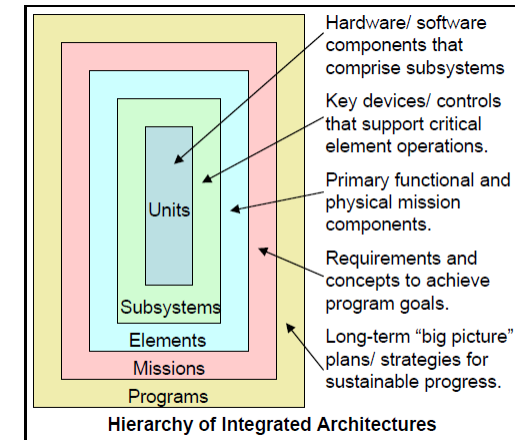 Hardware/ software
components that
comprise subsystems
Key devices/ controls
that support critical
element operations.
Primary functional and
physical mission
components.
Requirements and
concepts to achieve
program goals.
Long-term “big picture”
plans/ strategies for
sustainable progress.
Units
Subsystems
Elements
Missions
Programs
Hierarchy of Integrated Architectures